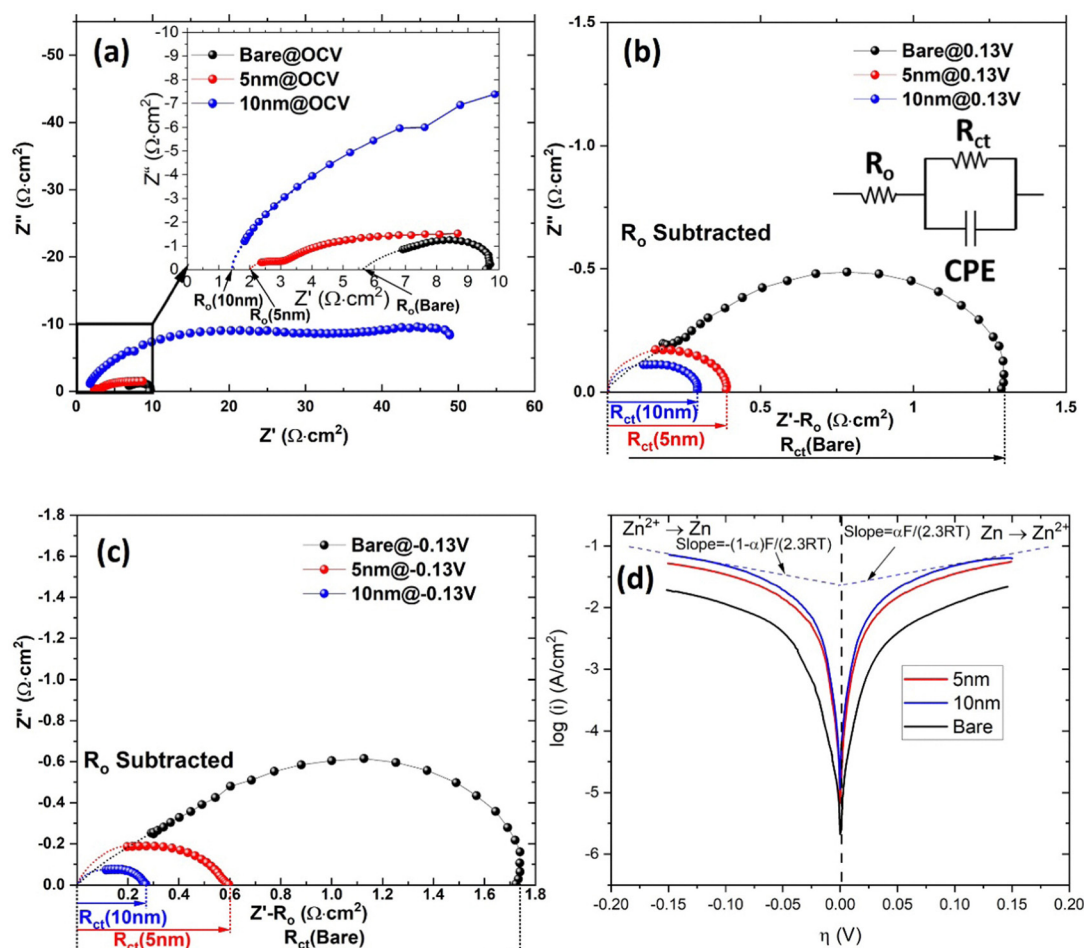 (a)
Bare@OCV
5nm@OCV
10nm@OCV
Z″ (Ω·cm²)
Z' (Ω·cm²)
-50
-40
-30
-20
-10
0
0 10 20 30 40 50 60
Z″ (Ω·cm²)
-10
-9
-8
-7
-6
-5
-4
-3
-2
-1
0
0 1 2 3 4 5 6 7 8 9 10
Z' (Ω·cm²)
Rₒ(10nm)
Rₒ(5nm)
Rₒ(Bare)
(b)
Bare@0.13V
5nm@0.13V
10nm@0.13V
Rct
Rₒ
CPE
Rₒ Subtracted
Z″ (Ω·cm²)
-1.5
-1.0
-0.5
0.0
0.5 1.0 1.5
Z'-Rₒ (Ω·cm²)
Rct(10nm)
Rct(5nm)
Rct(Bare)
(c)
Bare@-0.13V
5nm@-0.13V
10nm@-0.13V
Rₒ Subtracted
Z″ (Ω·cm²)
-1.8
-1.6
-1.4
-1.2
-1.0
-0.8
-0.6
-0.4
-0.2
0.0
0.2 0.4 0.6 0.8 1.0 1.2 1.4 1.6 1.8
Z'-Rₒ (Ω·cm²)
Rct(10nm)
Rct(5nm)
Rct(Bare)
(d)
Zn²⁺ → Zn
Slope=-(1-α)F/(2.3RT)
Slope=αF/(2.3RT)
Zn → Zn²⁺
5nm
10nm
Bare
log (i) (A/cm²)
-1
-2
-3
-4
-5
-6
-0.20 -0.15 -0.10 -0.05 0.00 0.05 0.10 0.15 0.20
η (V)